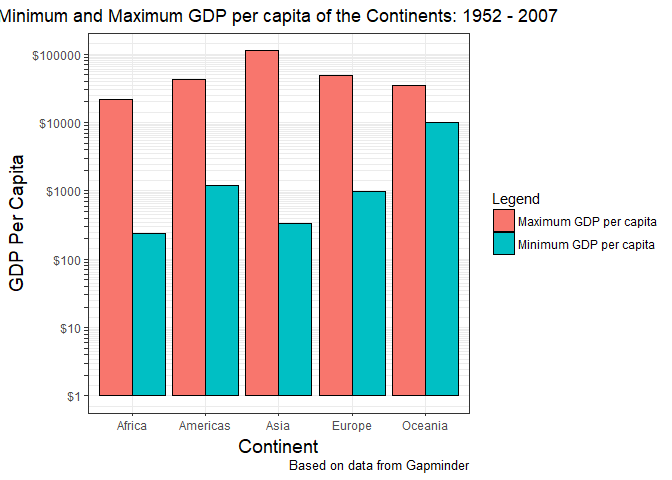 Minimum and Maximum GDP per capita of the Continents: 1952 - 2007
$100000
$10000
$1000
$100
$10
$1
GDP Per Capita
Africa Americas Asia Europe Oceania
Continent
Based on data from Gapminder
Legend
Maximum GDP per capita
Minimum GDP per capita